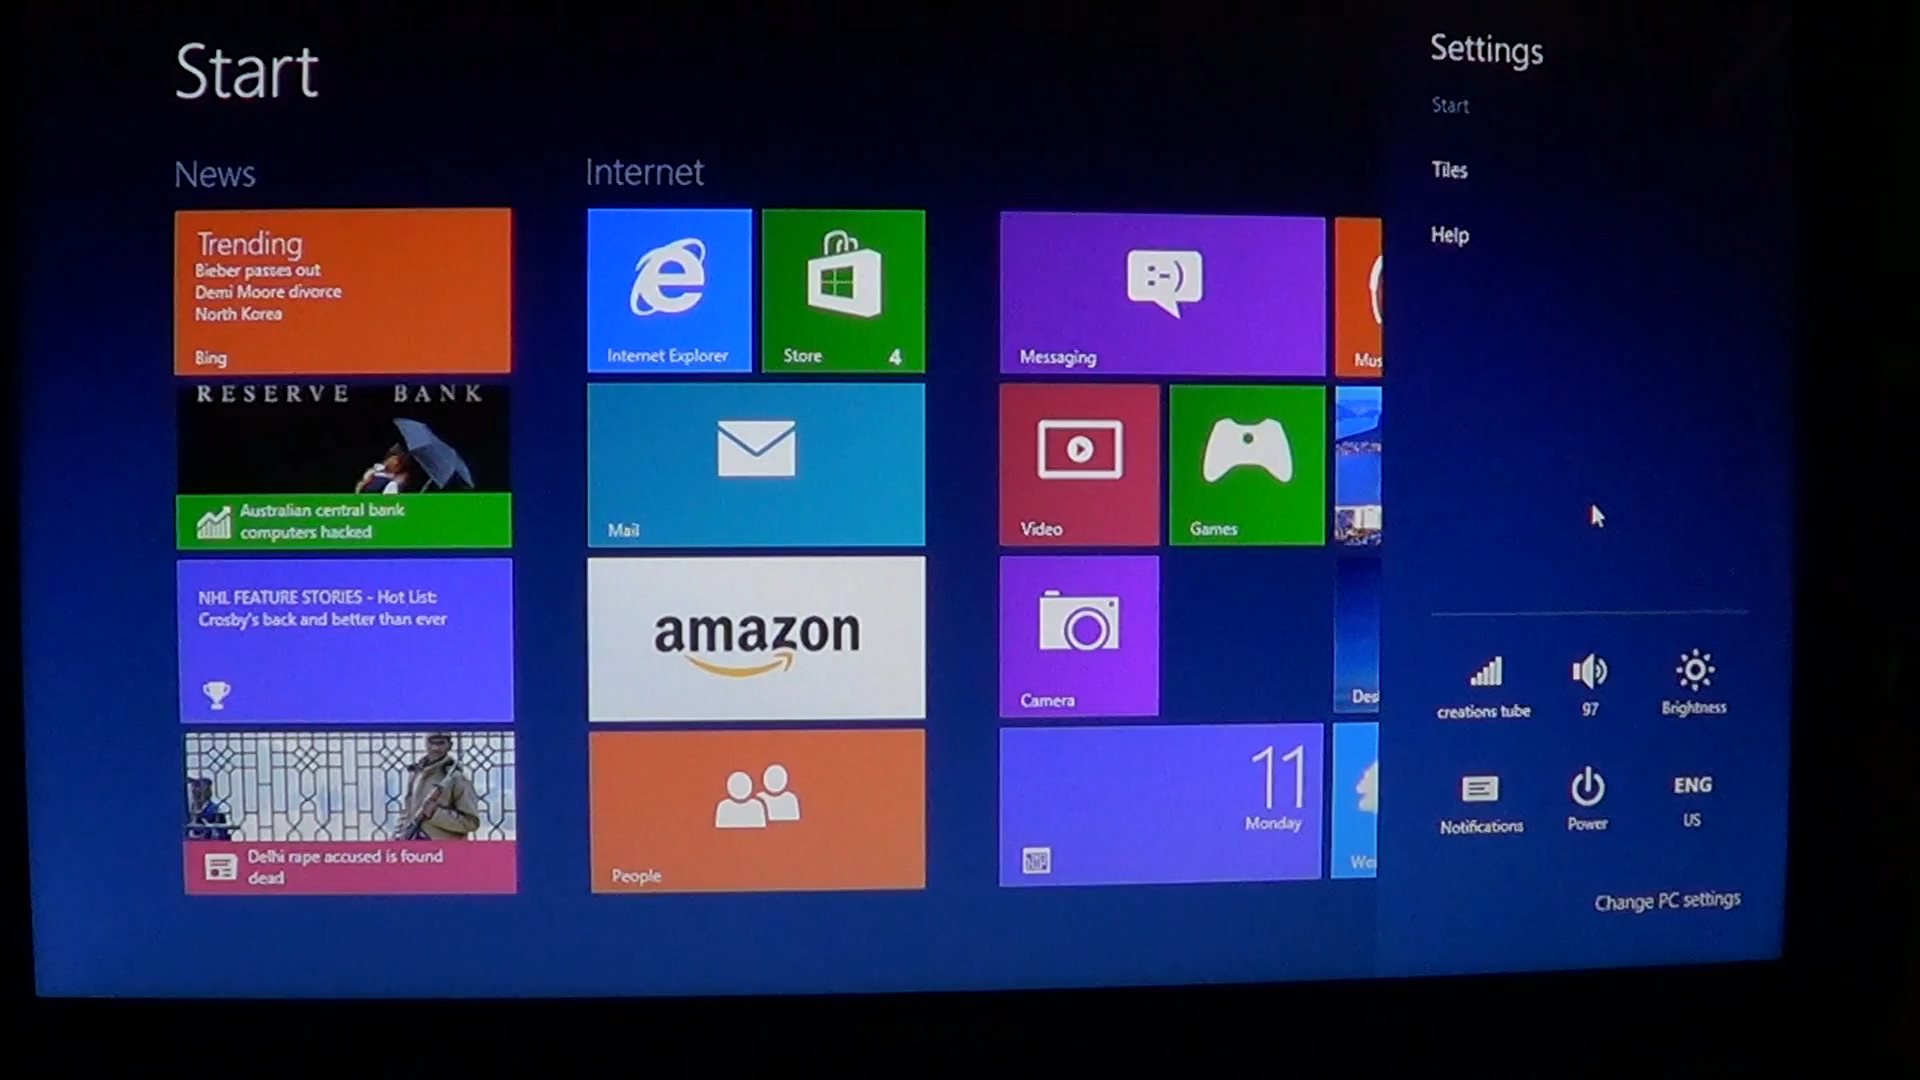 Start
News
Trending
Bieber passes out
Demi Moore divorce
North Korea
Bing
RESERVE BANK
Australian central bank
computers hacked
NHL FEATURE STORIES - Hot List:
Crosby's back and better than ever
Delhi rape accused is found
dead
Internet
Internet Explorer
Store 4
Mail
amazon
People
Messaging
Video
Games
Camera
11
Monday
Mus
Des
We
Settings
Start
Tiles
Help
creations tube
97
Brightness
Notifications
Power
ENG
US
Change PC settings